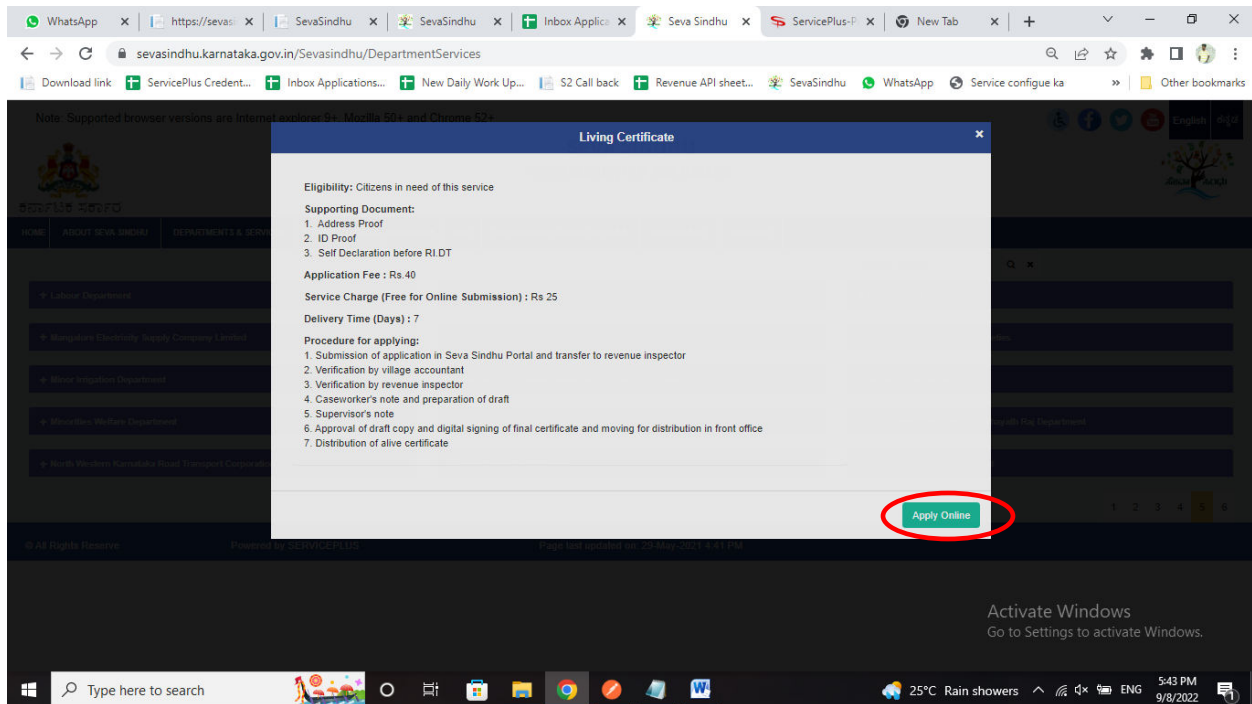 WhatsApp
https://sevasi
SevaSindhu
SevaSindhu
Inbox Applica
Seva Sindhu
ServicePlus-P
New Tab
sevasindhu.karnataka.gov.in/Sevasindhu/DepartmentServices
Download link
ServicePlus Credent...
Inbox Applications...
New Daily Work Up...
S2 Call back
Revenue API sheet...
SevaSindhu
WhatsApp
Service configue ka
»
Other bookmarks
Note: Supported browser versions are Internet explorer 9+, Mozilla 50+ and Chrome 52+
English
ಕನ್ನಡ
Living Certificate
ಕರ್ನಾಟಕ ಸರ್ಕಾರ
HOME
ABOUT SEVA SINDHU
DEPARTMENTS &
Eligibility: Citizens in need of this service
Supporting Document:
1. Address Proof
2. ID Proof
3. Self Declaration before RI.DT
Application Fee : Rs.40
Service Charge (Free for Online Submission) : Rs 25
Delivery Time (Days) : 7
Procedure for applying:
1. Submission of application in Seva Sindhu Portal and transfer to revenue inspector
2. Verification by village accountant
3. Verification by revenue inspector
4. Caseworker's note and preparation of draft
5. Supervisor's note
6. Approval of draft copy and digital signing of final certificate and moving for distribution in front office
7. Distribution of alive certificate
+ Labour Department
+ Mangalore Electricity Supply Company Limited
+ Minor Irrigation Department
+ Minorities Welfare Department
Raj Department
+ North Western Karnataka Road Transport
Apply Online
1 2 3 4 5 6
© All Rights Reserve
Powered by SERVICEPLUS
Page last updated on: 29-May-2021 4:41 PM
Activate Windows
Go to Settings to activate Windows.
Type here to search
25°C Rain showers
ENG
5:43 PM
9/8/2022
1